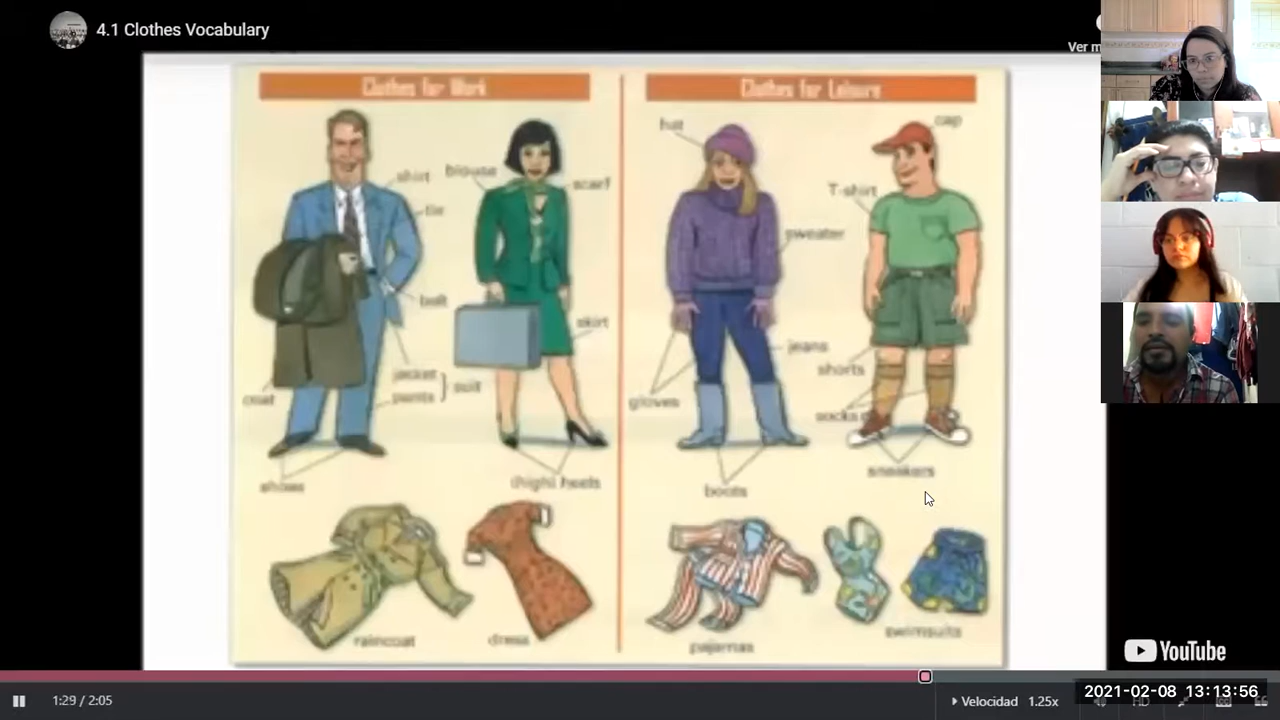 4.1 Clothes Vocabulary
Ver m
Clothes for Work
Clothes for Leisure
hat
cap
shirt
blouse
scarf
tie
T-shirt
sweater
belt
skirt
jeans
shorts
jacket
pants
suit
coat
gloves
socks
shoes
(high) heels
boots
sneakers
raincoat
dress
pajamas
swimsuits
YouTube
1:29 / 2:05
Velocidad 1.25x
HD
2021-02-08 13:13:56